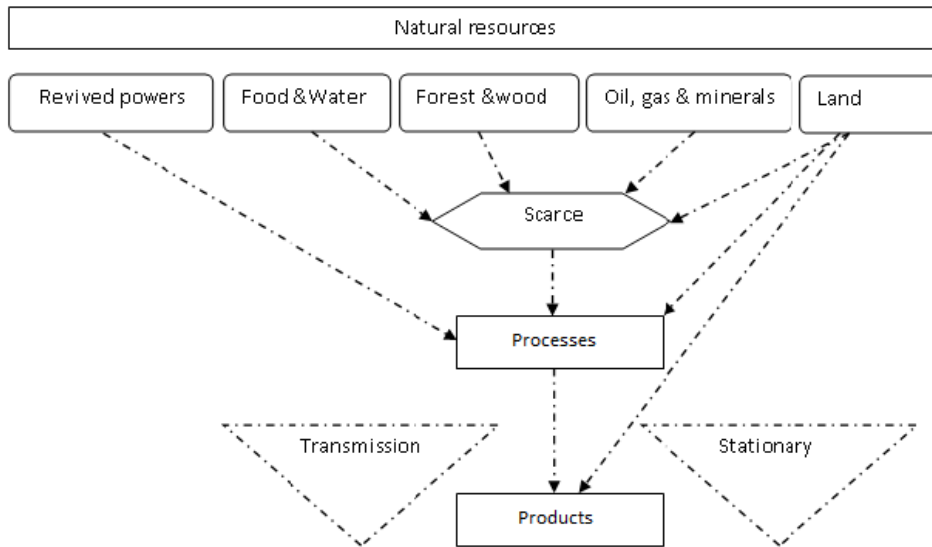 Natural resources
Revived powers
Food &Water
Forest &wood
Oil, gas & minerals
Land
Scarce
Processes
Transmission
Stationary
Products